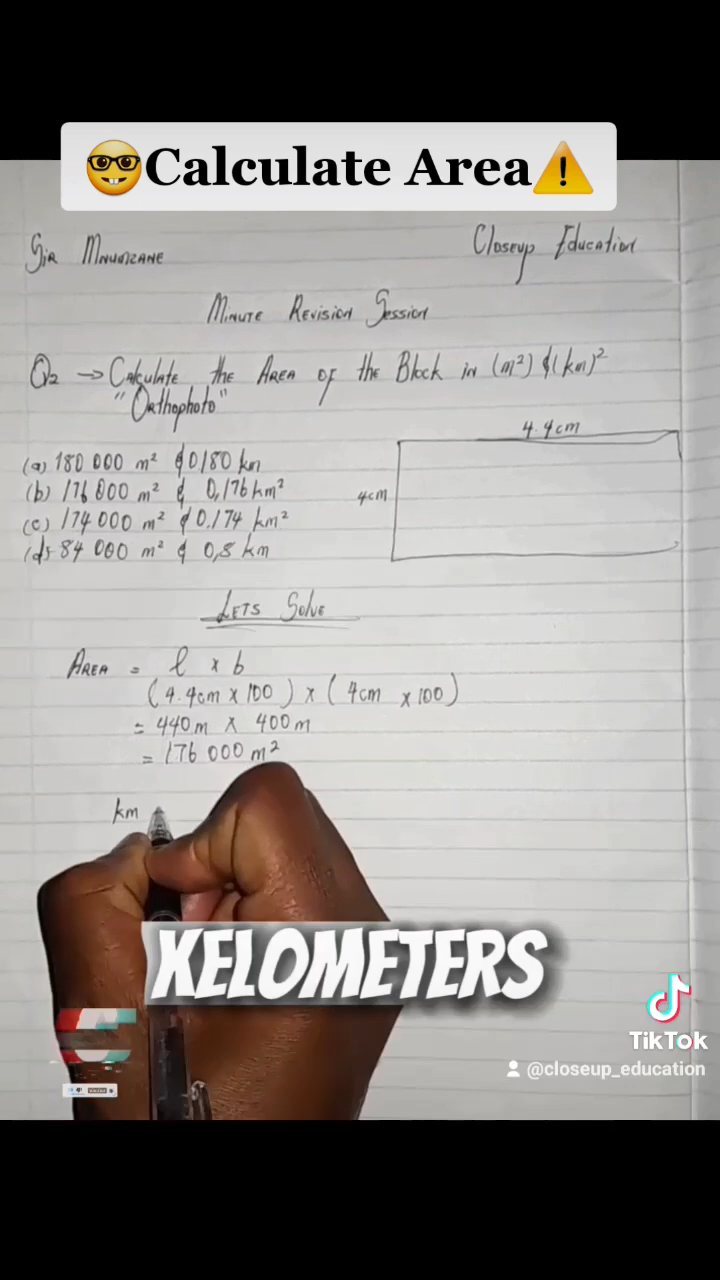 🤓Calculate Area⚠️
Sir Mnumzane
Closeup Education
Minute Revision Session
Q2 → Calculate the Area of the Block in (m²) & (km)²
"Orthophoto"
4.4cm
4cm
(a) 180 000 m² & 0,180 km
(b) 176 000 m² & 0,176 km²
(c) 174 000 m² & 0.174 km²
(d) 84 000 m² & 0,8 km
Lets Solve
Area = l x b
(4.4cm x 100) x (4cm x 100)
= 440m x 400m
= 176 000 m²
km
XELOMETERS
TikTok
@closeup_education